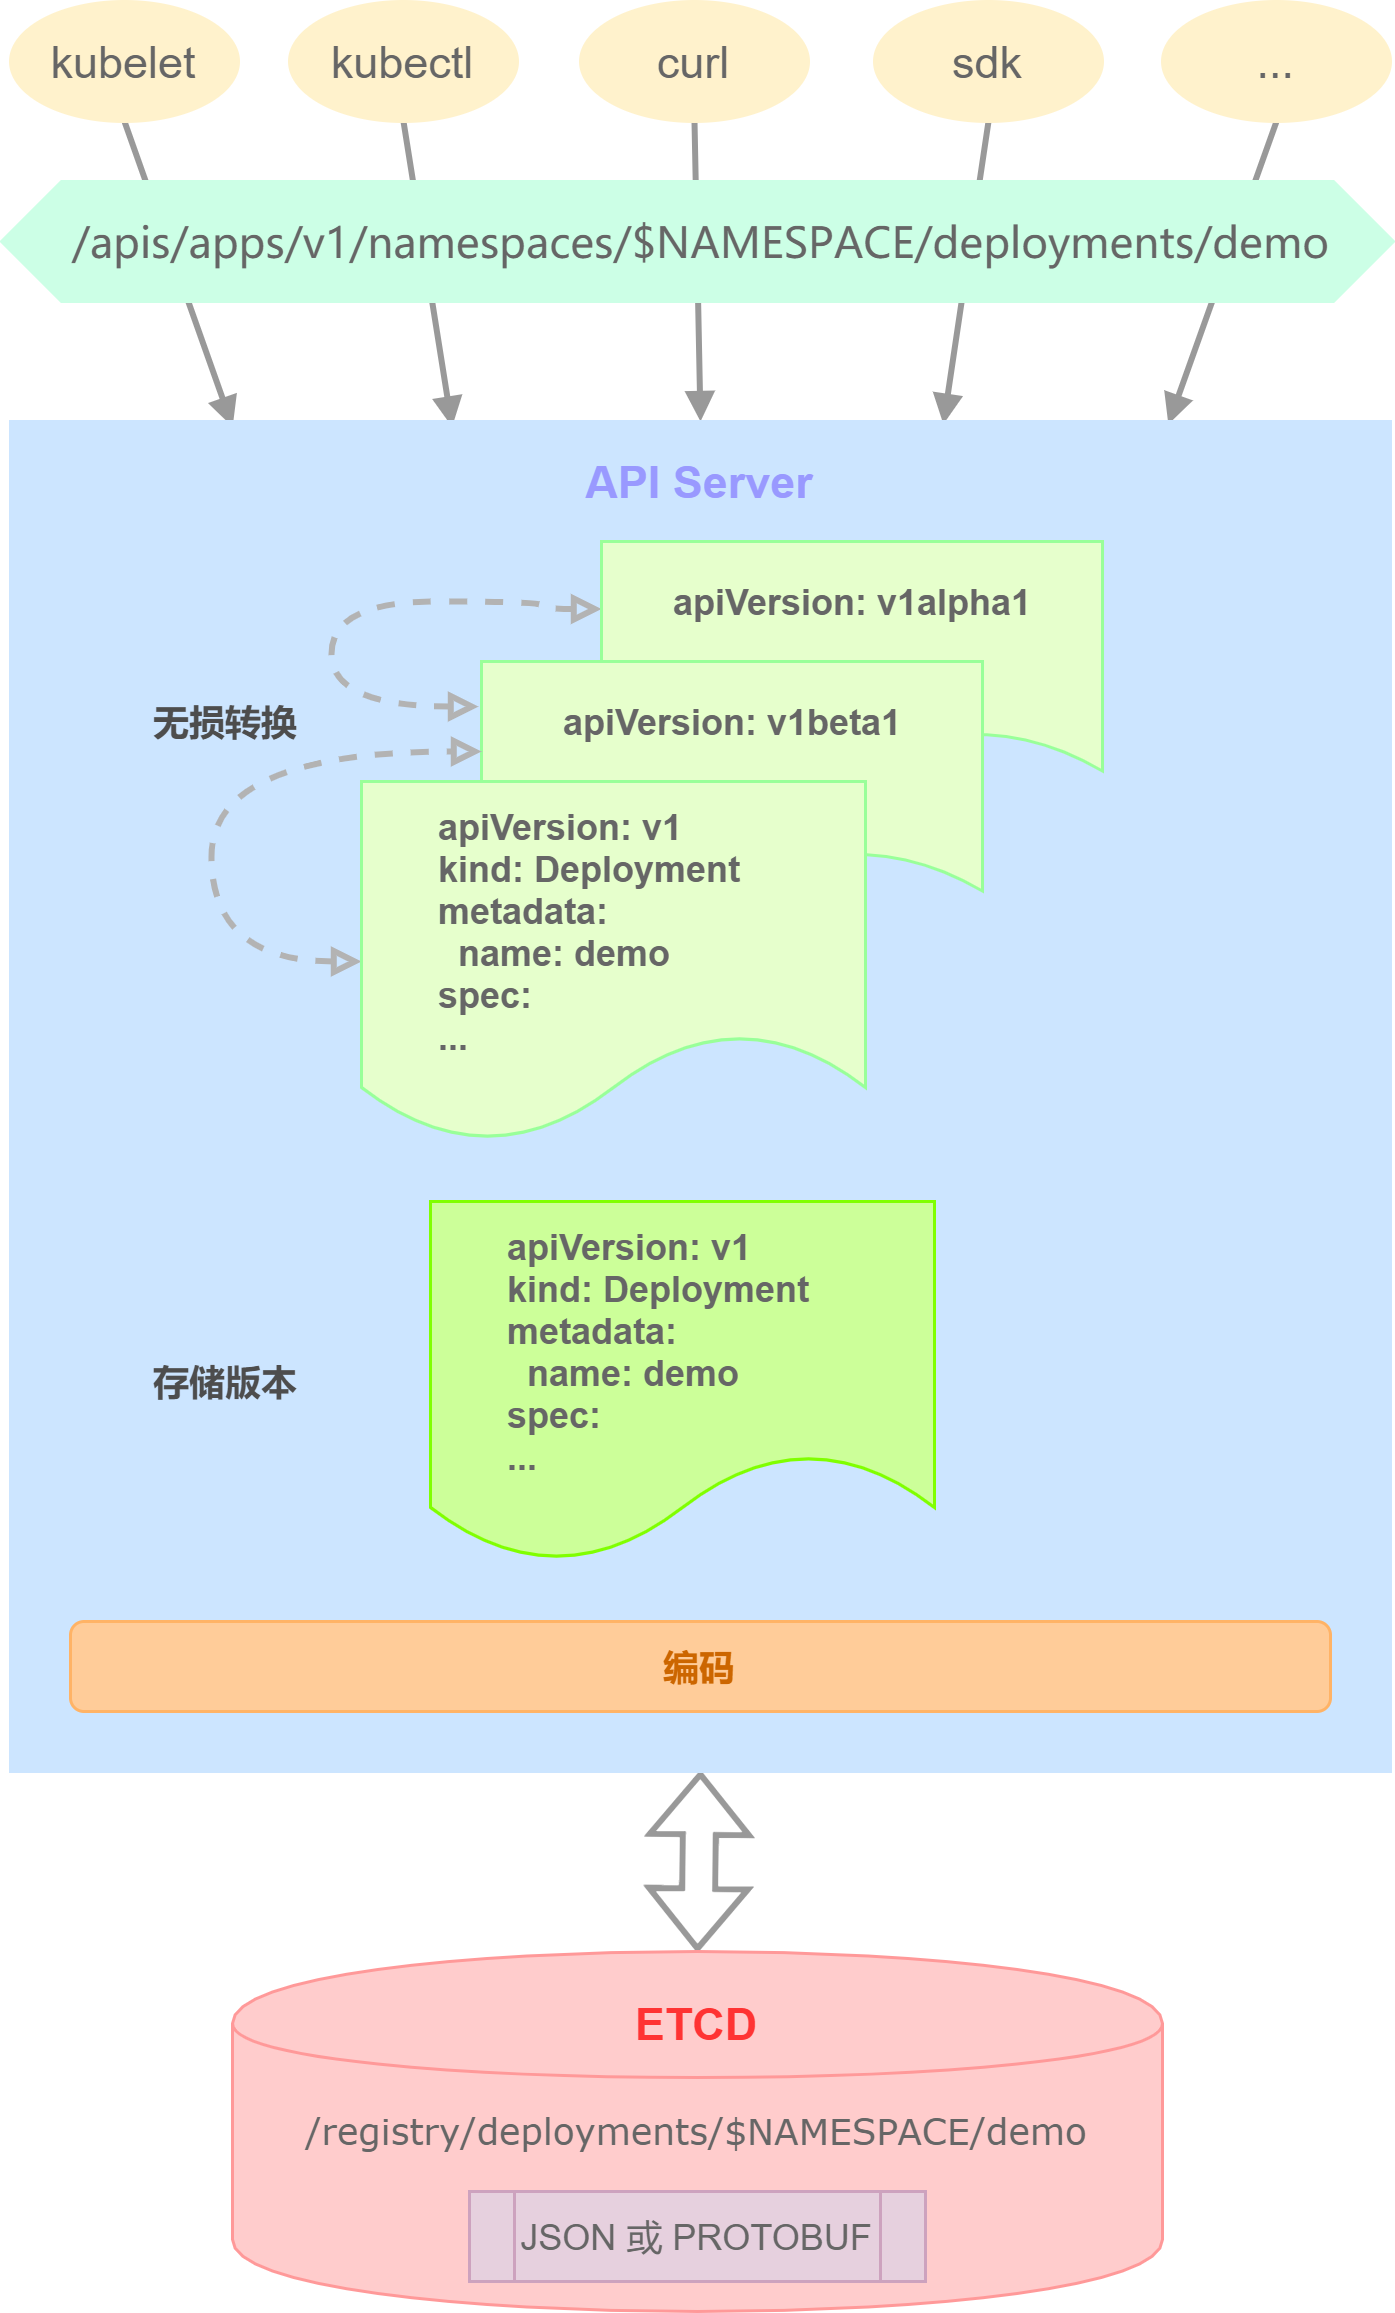 kubelet
kubectl
curl
sdk
...
/apis/apps/v1/namespaces/$NAMESPACE/deployments/demo
API Server
apiVersion: v1alpha1
无损转换
apiVersion: v1beta1
apiVersion: v1
kind: Deployment
metadata:
  name: demo
spec:
...
存储版本
apiVersion: v1
kind: Deployment
metadata:
  name: demo
spec:
...
编码
ETCD
/registry/deployments/$NAMESPACE/demo
JSON 或 PROTOBUF